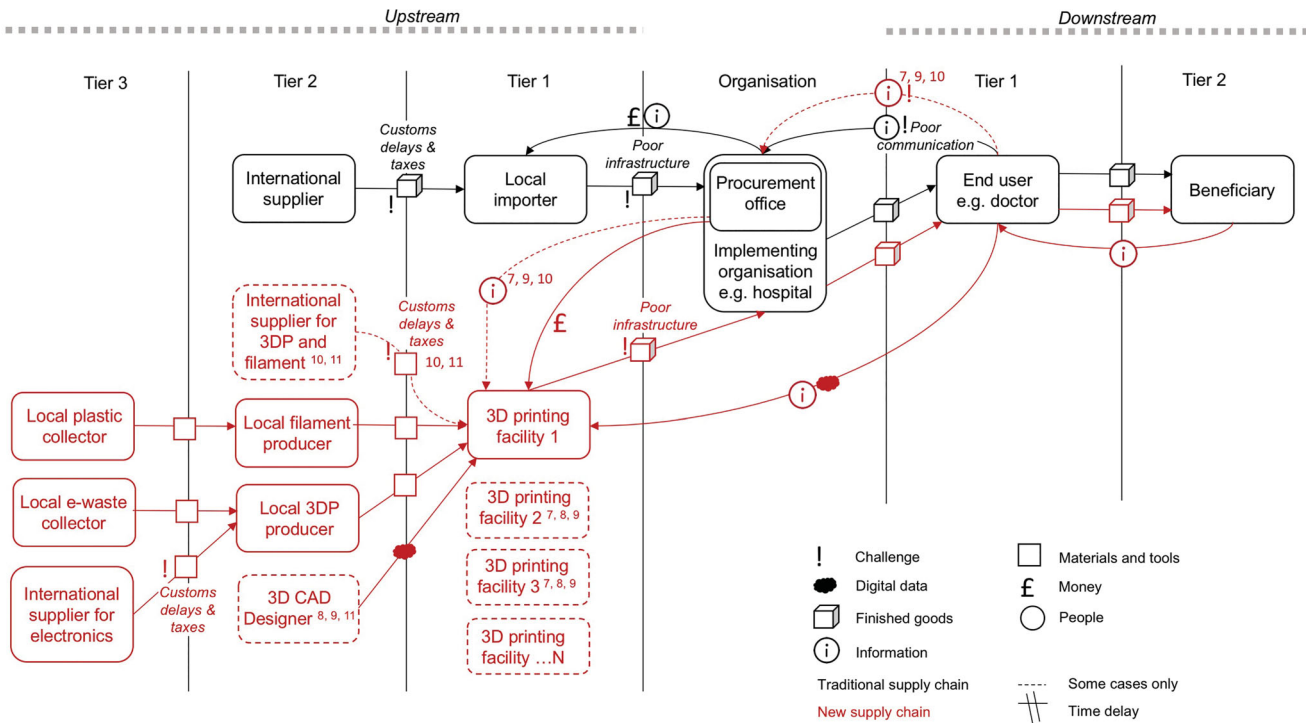 Upstream
Downstream
Tier 3
Tier 2
Tier 1
Organisation
Tier 1
Tier 2
7, 9, 10
i
!
£ i
i ! Poor
communication
Customs
delays &
taxes
!
Poor
infrastructure
!
International
supplier
Local
importer
Procurement
office
Implementing
organisation
e.g. hospital
End user
e.g. doctor
Beneficiary
i
7, 9, 10
i
£
International
supplier for
3DP and
filament 10, 11
Customs
delays &
taxes
!
10, 11
Poor
infrastructure
!
i
Local plastic
collector
Local filament
producer
3D printing
facility 1
Local e-waste
collector
Local 3DP
producer
3D printing
facility 2 7, 8, 9
International
supplier for
electronics
!
Customs
delays &
taxes
3D CAD
Designer 8, 9, 11
3D printing
facility 3 7, 8, 9
3D printing
facility ...N
! Challenge
Digital data
Finished goods
i Information
Traditional supply chain
New supply chain
Materials and tools
£ Money
People
Some cases only
Time delay